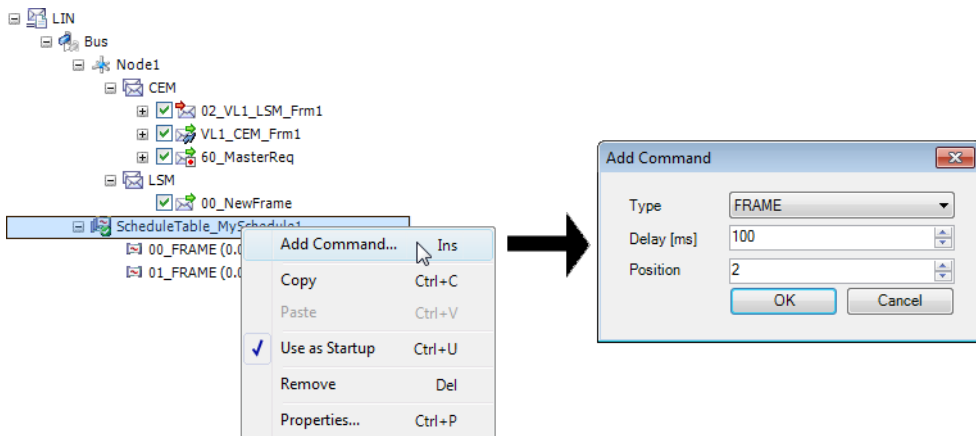 LIN
Bus
Node1
CEM
02_VL1_LSM_Frm1
VL1_CEM_Frm1
60_MasterReq
LSM
00_NewFrame
ScheduleTable_MySchedule1
00_FRAME (0.0
01_FRAME (0.0
Add Command... Ins
Copy Ctrl+C
Paste Ctrl+V
Use as Startup Ctrl+U
Remove Del
Properties... Ctrl+P
Add Command
Type FRAME
Delay [ms] 100
Position 2
OK Cancel